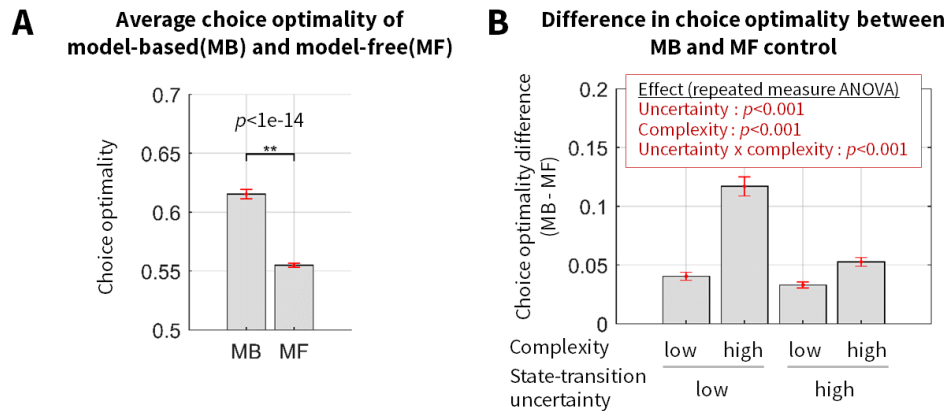 A
Average choice optimality of
model-based(MB) and model-free(MF)
0.7
0.65
0.6
0.55
0.5
Choice optimality
p<1e-14
**
MB MF
B
Difference in choice optimality between
MB and MF control
0.2
0.15
0.1
0.05
0
Choice optimality difference
(MB - MF)
Effect (repeated measure ANOVA)
Uncertainty : p<0.001
Complexity : p<0.001
Uncertainty x complexity : p<0.001
Complexity low high low high
State-transition
uncertainty low high